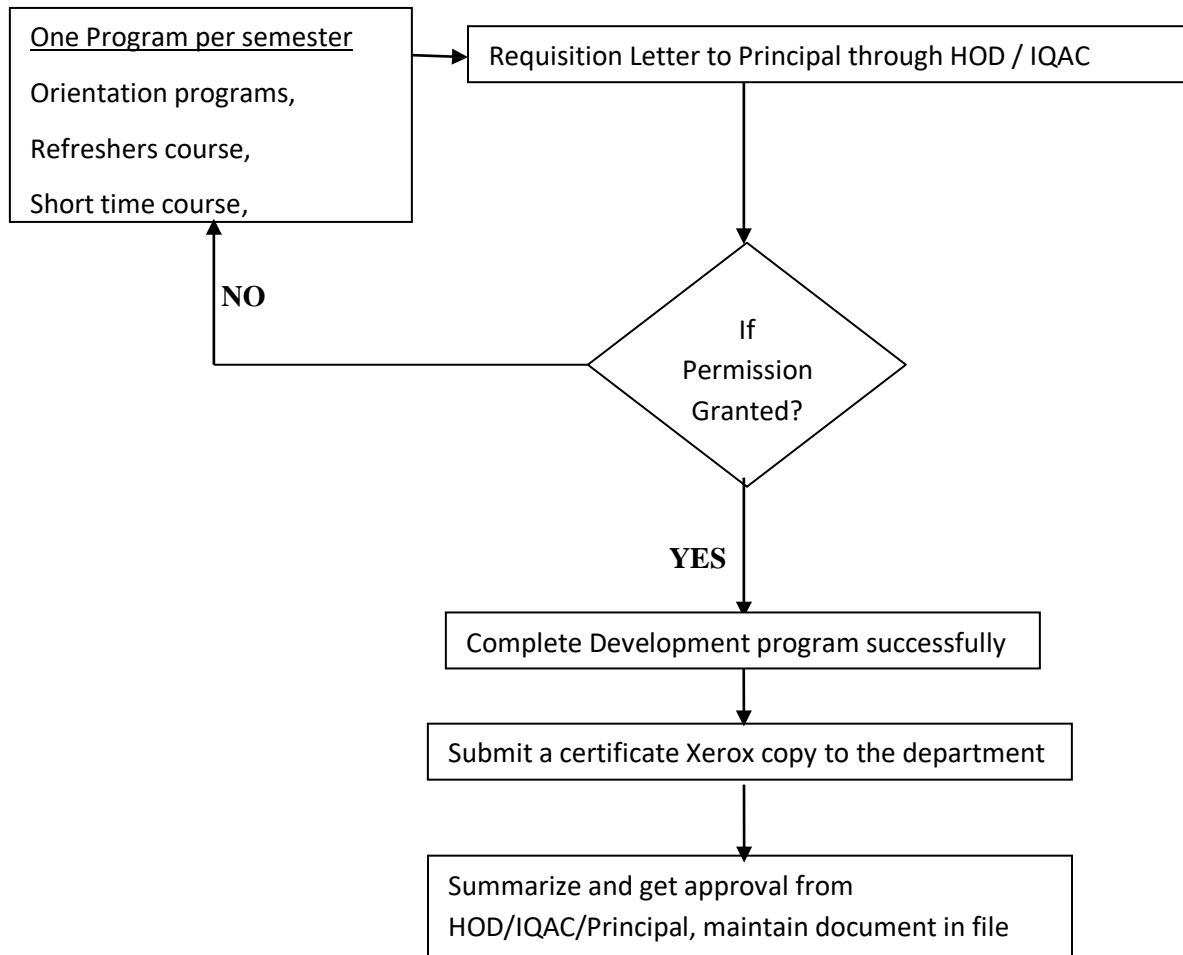 One Program per semester
Orientation programs,
Refreshers course,
Short time course,
Requisition Letter to Principal through HOD / IQAC
NO
If
Permission
Granted?
YES
Complete Development program successfully
Submit a certificate Xerox copy to the department
Summarize and get approval from
HOD/IQAC/Principal, maintain document in file